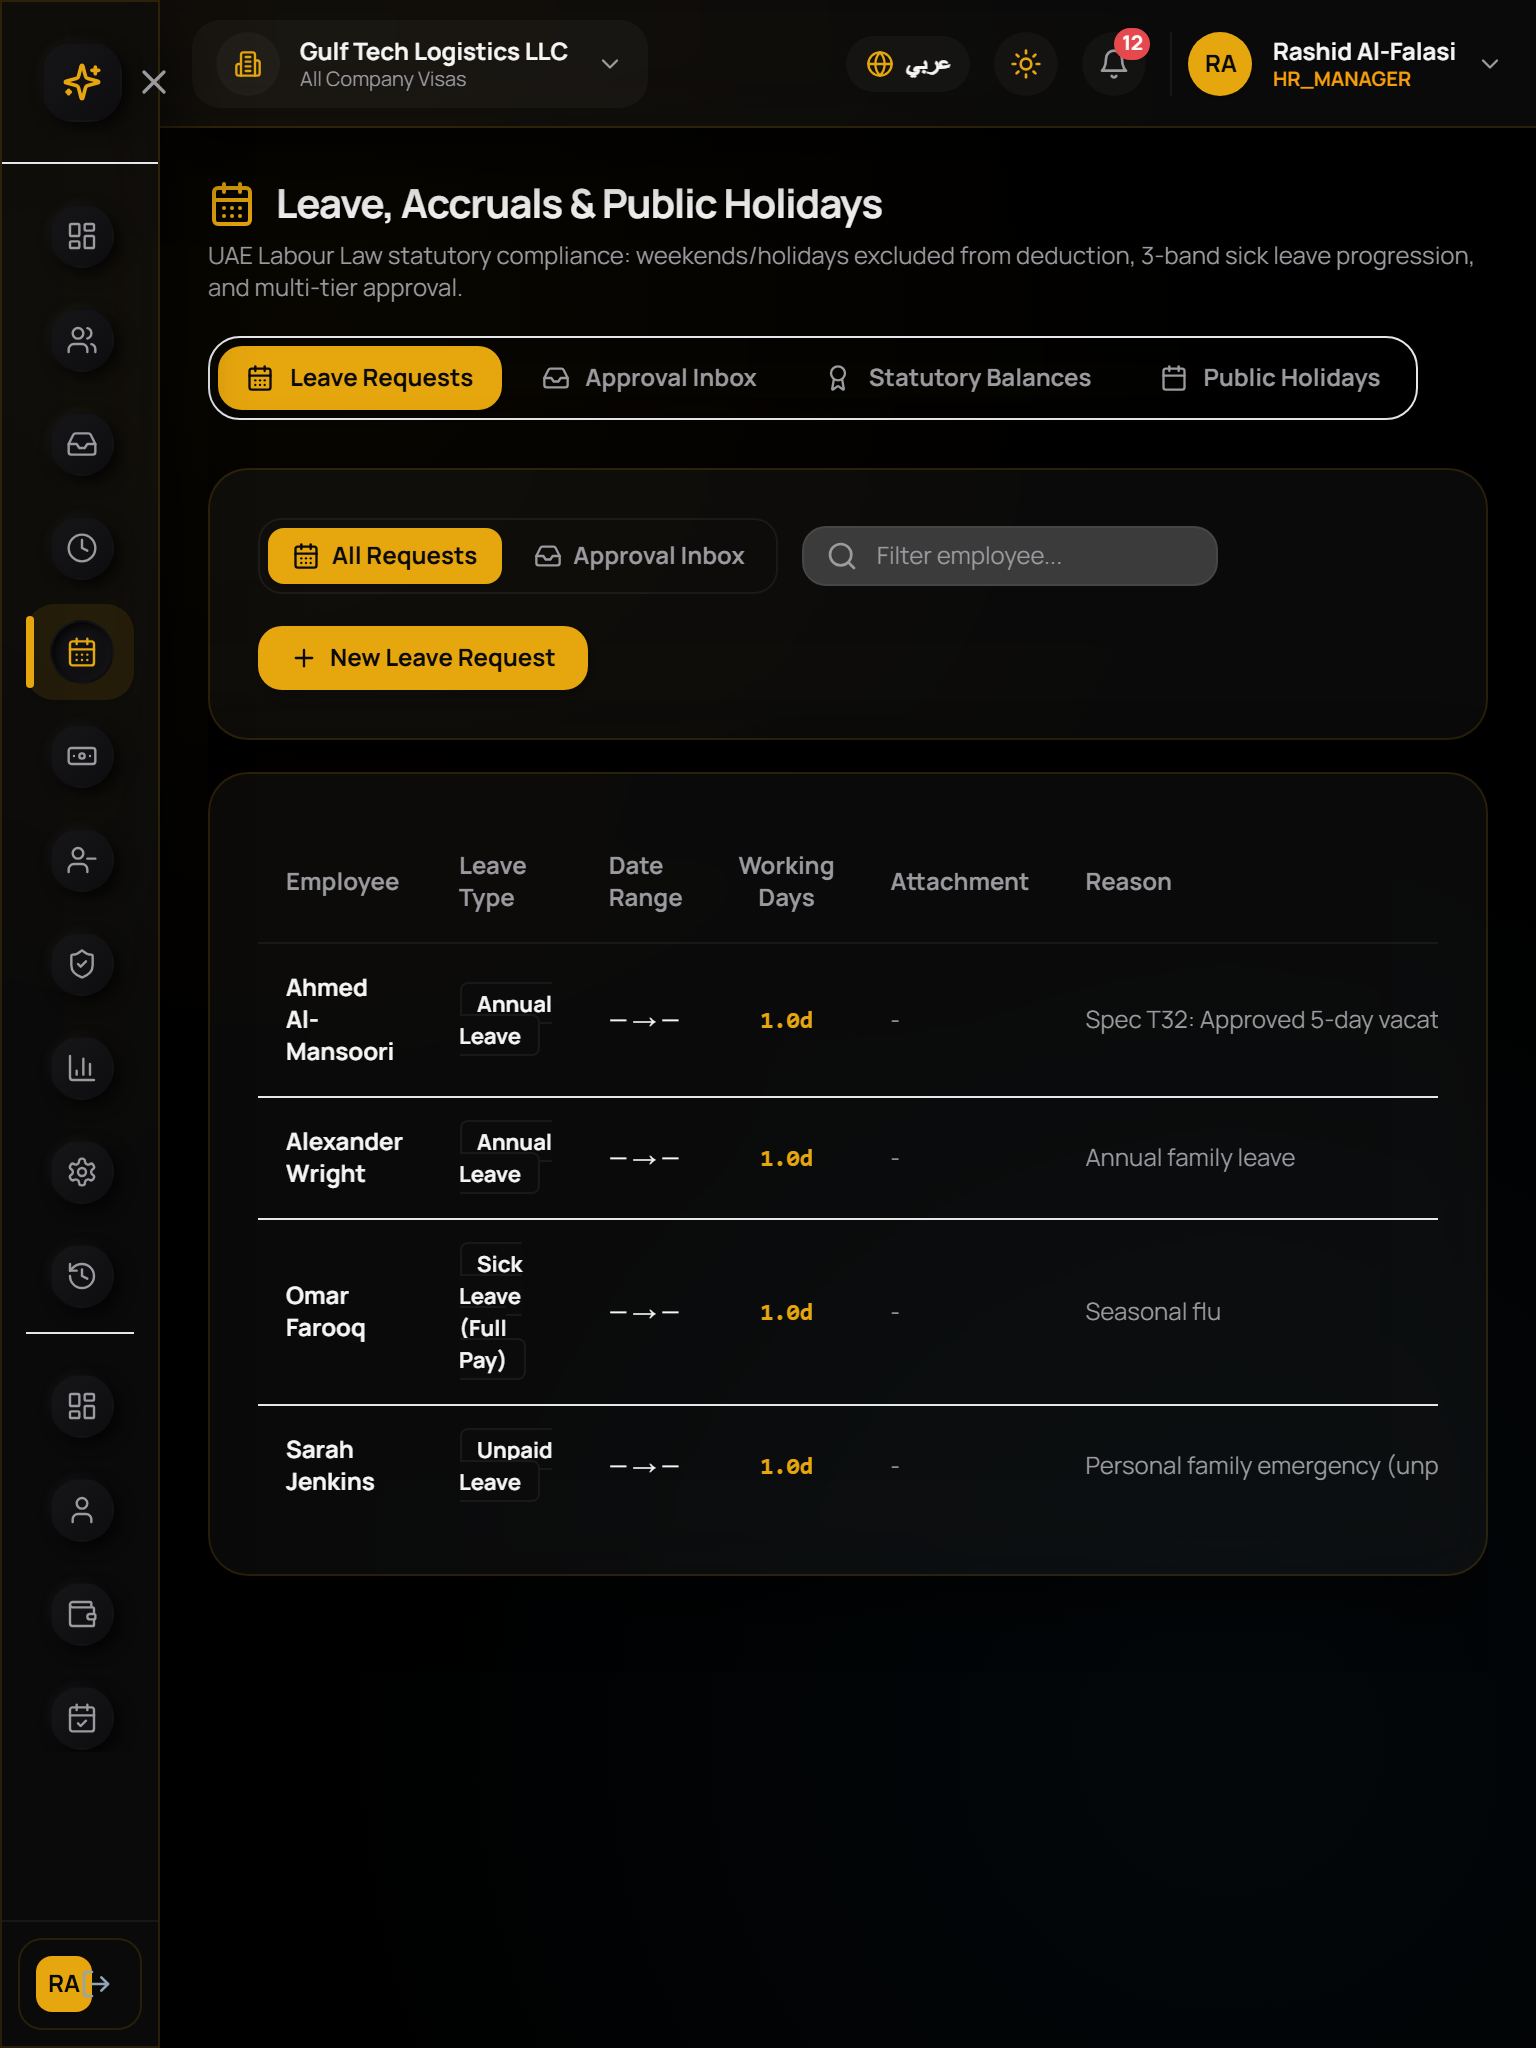 Gulf Tech Logistics LLC
All Company Visas
عربي
12
RA
Rashid Al-Falasi
HR_MANAGER
Leave, Accruals & Public Holidays
UAE Labour Law statutory compliance: weekends/holidays excluded from deduction, 3-band sick leave progression,
and multi-tier approval.
Leave Requests
Approval Inbox
Statutory Balances
Public Holidays
All Requests
Approval Inbox
Filter employee...
+ New Leave Request
Employee
Leave
Type
Date
Range
Working
Days
Attachment
Reason
Ahmed
Al-
Mansoori
Annual
Leave
—→—
1.0d
-
Spec T32: Approved 5-day vacat
Alexander
Wright
Annual
Leave
—→—
1.0d
-
Annual family leave
Omar
Farooq
Sick
Leave
(Full
Pay)
—→—
1.0d
-
Seasonal flu
Sarah
Jenkins
Unpaid
Leave
—→—
1.0d
-
Personal family emergency (unp
RA